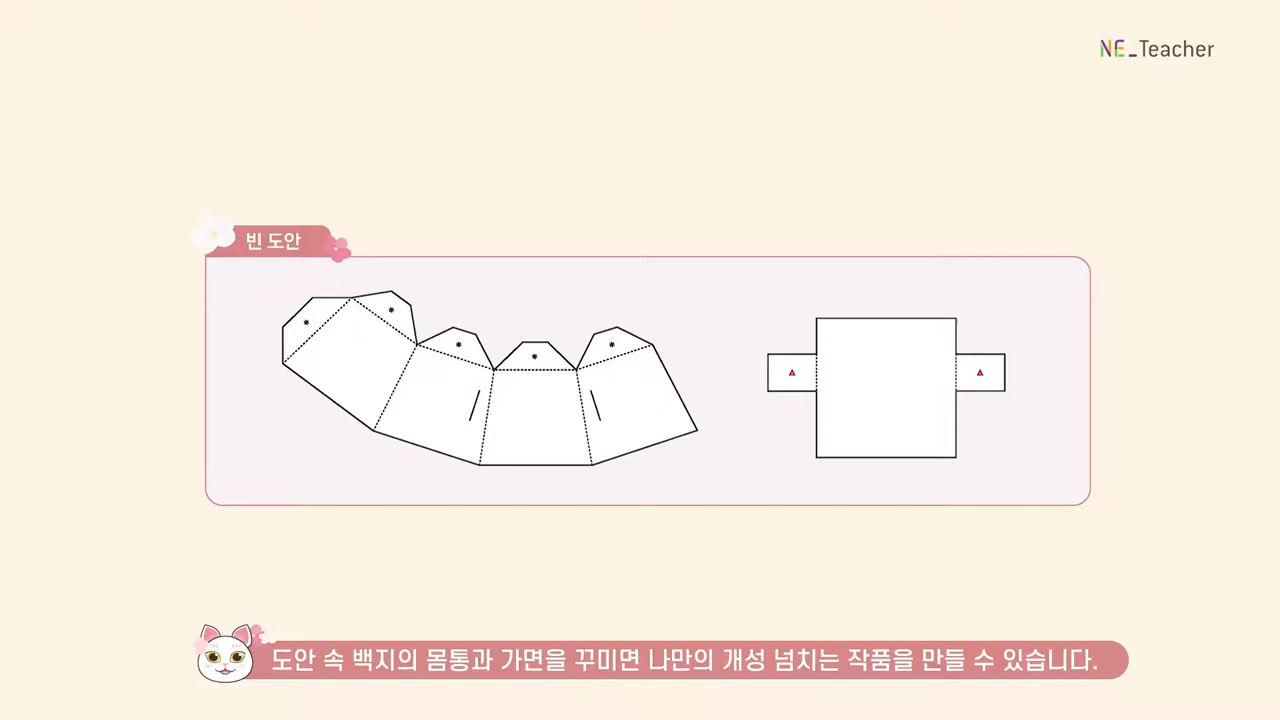 NE_Teacher
빈 도안
도안 속 백지의 몸통과 가면을 꾸미면 나만의 개성 넘치는 작품을 만들 수 있습니다.